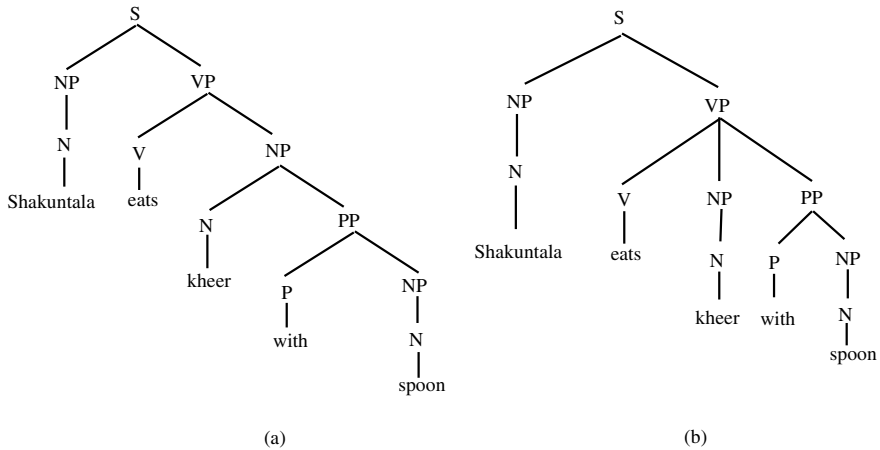 S
NP VP
N V NP
Shakuntala eats
N PP
kheer
P NP
with N
spoon
(a)
S
NP VP
N V NP PP
Shakuntala eats N P NP
kheer with N
spoon
(b)